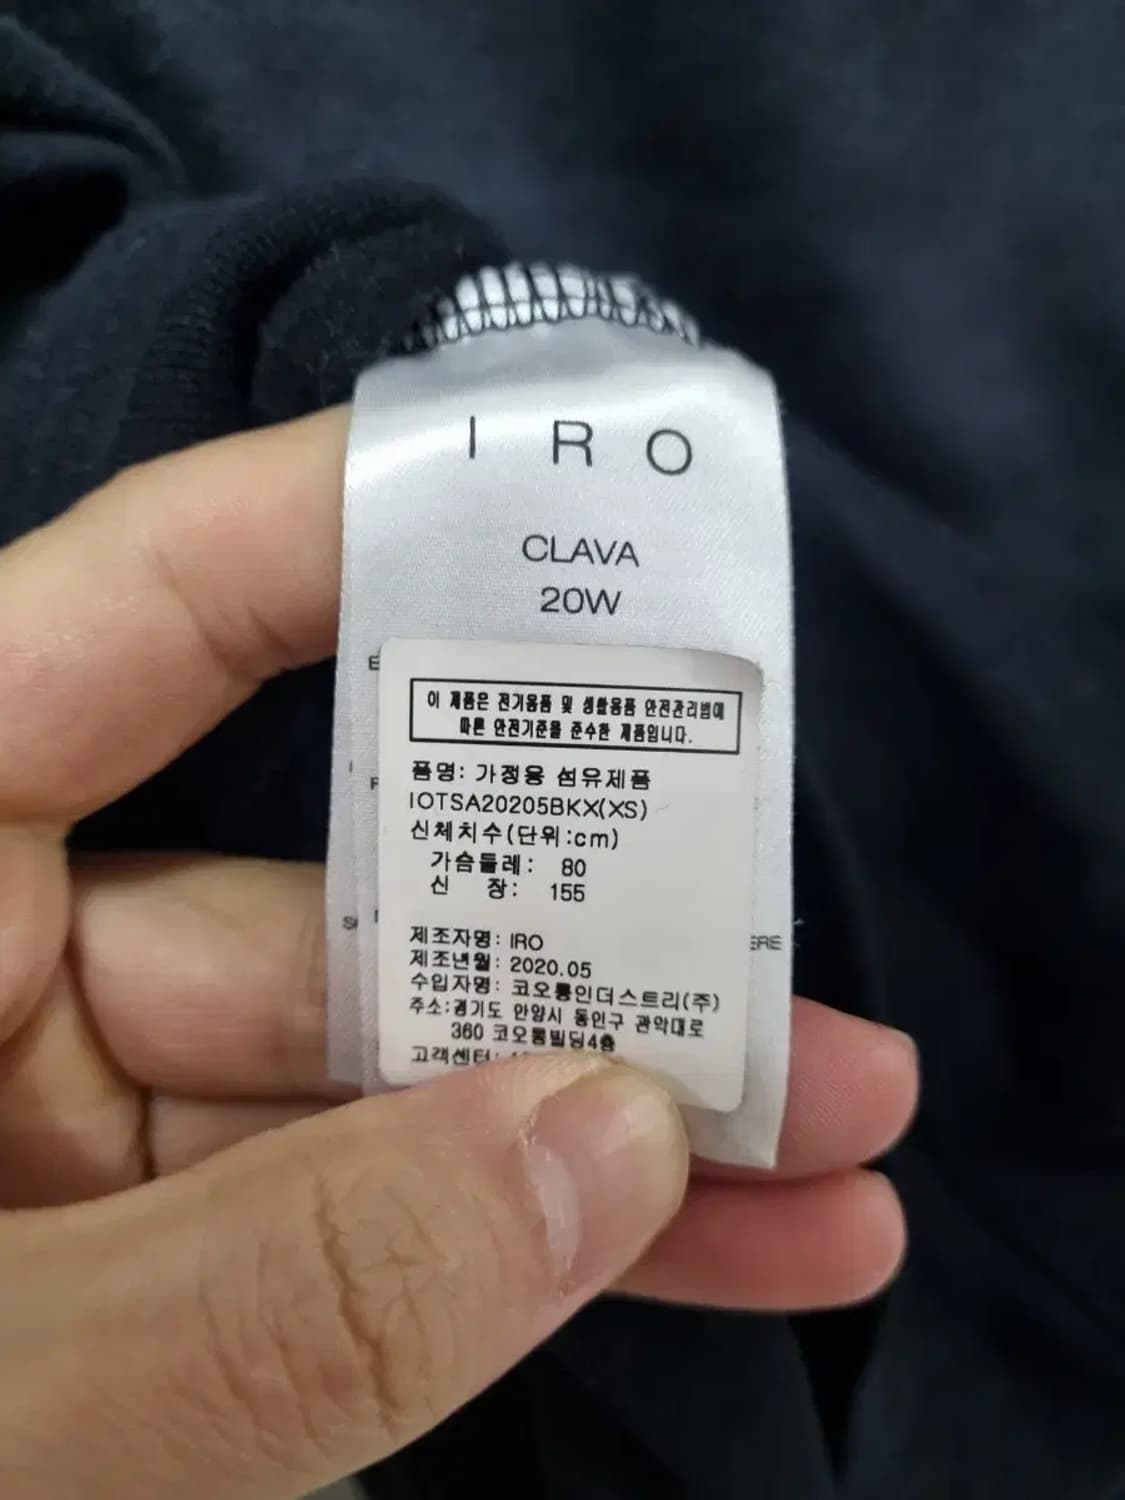 IRO
CLAVA
20W
이 제품은 전기용품 및 생활용품 안전관리법에
따른 안전기준을 준수한 제품입니다.
품명: 가정용 섬유제품
IOTSA20205BKX(XS)
신체치수(단위:cm)
가슴둘레: 80
신 장: 155
제조자명: IRO
제조년월: 2020.05
수입자명: 코오롱인더스트리(주)
주소:경기도 안양시 동인구 관악대로
360 코오롱빌딩4층
고객센터: